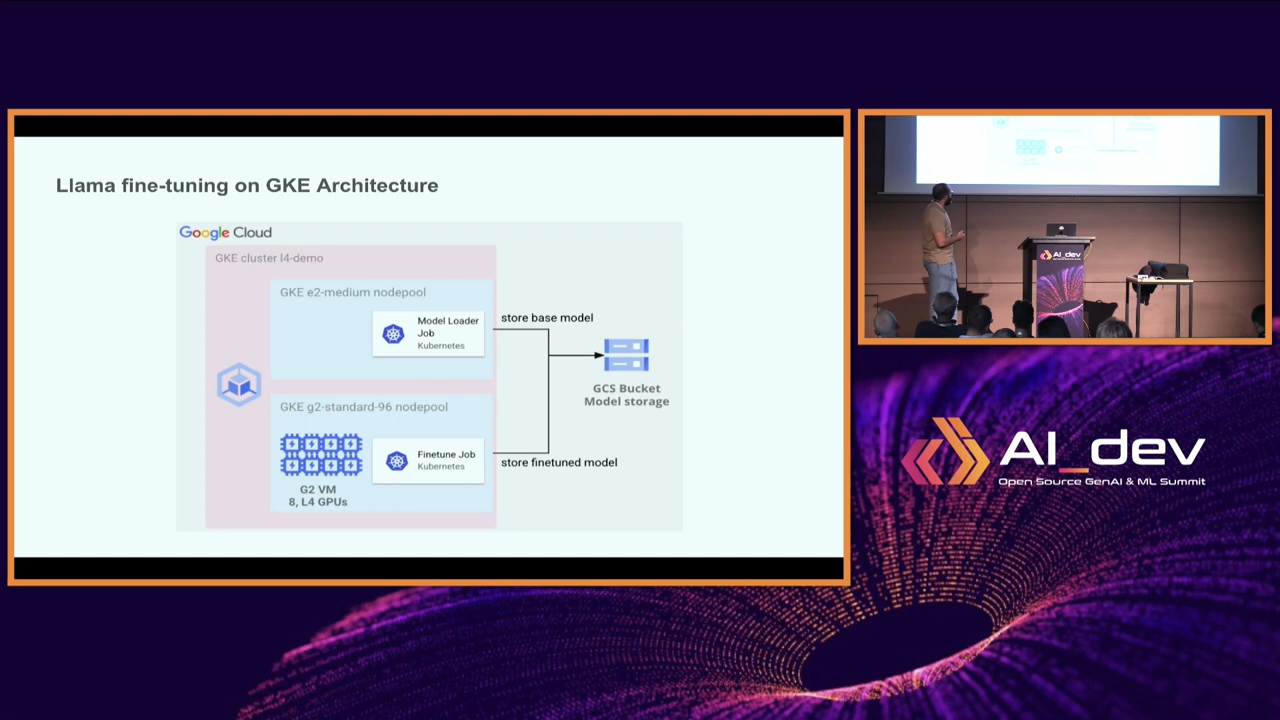 Llama fine-tuning on GKE Architecture
Google Cloud
GKE cluster l4-demo
GKE e2-medium nodepool
Model Loader
Job
Kubernetes
store base model
GCS Bucket
Model storage
GKE g2-standard-96 nodepool
Finetune Job
Kubernetes
store finetuned model
G2 VM
8, L4 GPUs
AI_dev
AI_dev
Open Source GenAI & ML Summit